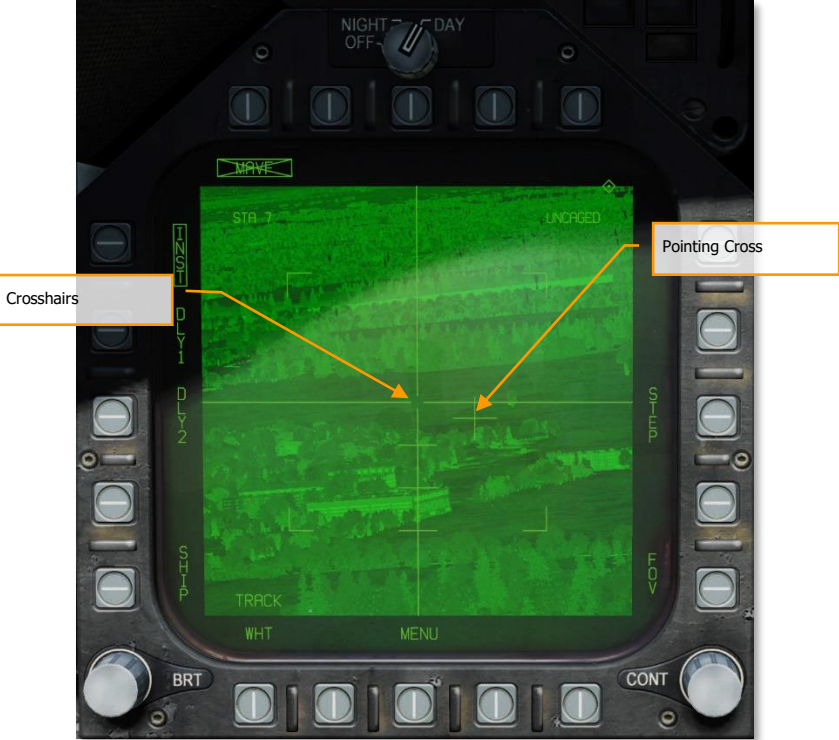 NIGHT DAY
OFF
MAVF
STA 7
UNCAGED
INST
Pointing Cross
Crosshairs
DLY1
DLY2
STEP
SHIP
FOV
TRACK
WHT
MENU
BRT
CONT